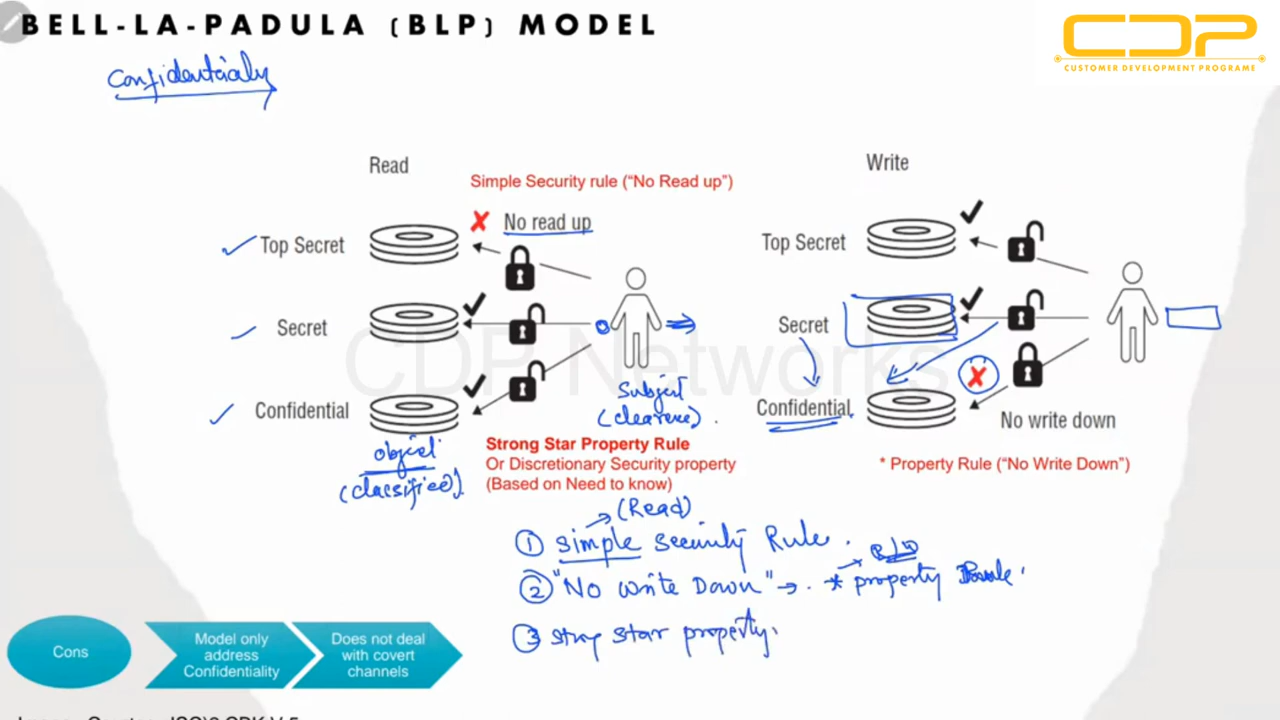 BELL-LA-PADULA (BLP) MODEL
CDP
CUSTOMER DEVELOPMENT PROGRAME
Confidentiality
Read
Simple Security rule ("No Read up")
No read up
Top Secret
Secret
Confidential
object
(classified)
Subject
(clearence)
Strong Star Property Rule
Or Discretionary Security property
(Based on Need to know)
Write
Top Secret
Secret
Confidential
No write down
* Property Rule ("No Write Down")
CDP Networks
(Read)
① Simple Security Rule.
② "No Write Down" → * property Rule.
③ Strong Star property.
Cons
Model only
address
Confidentiality
Does not deal
with covert
channels